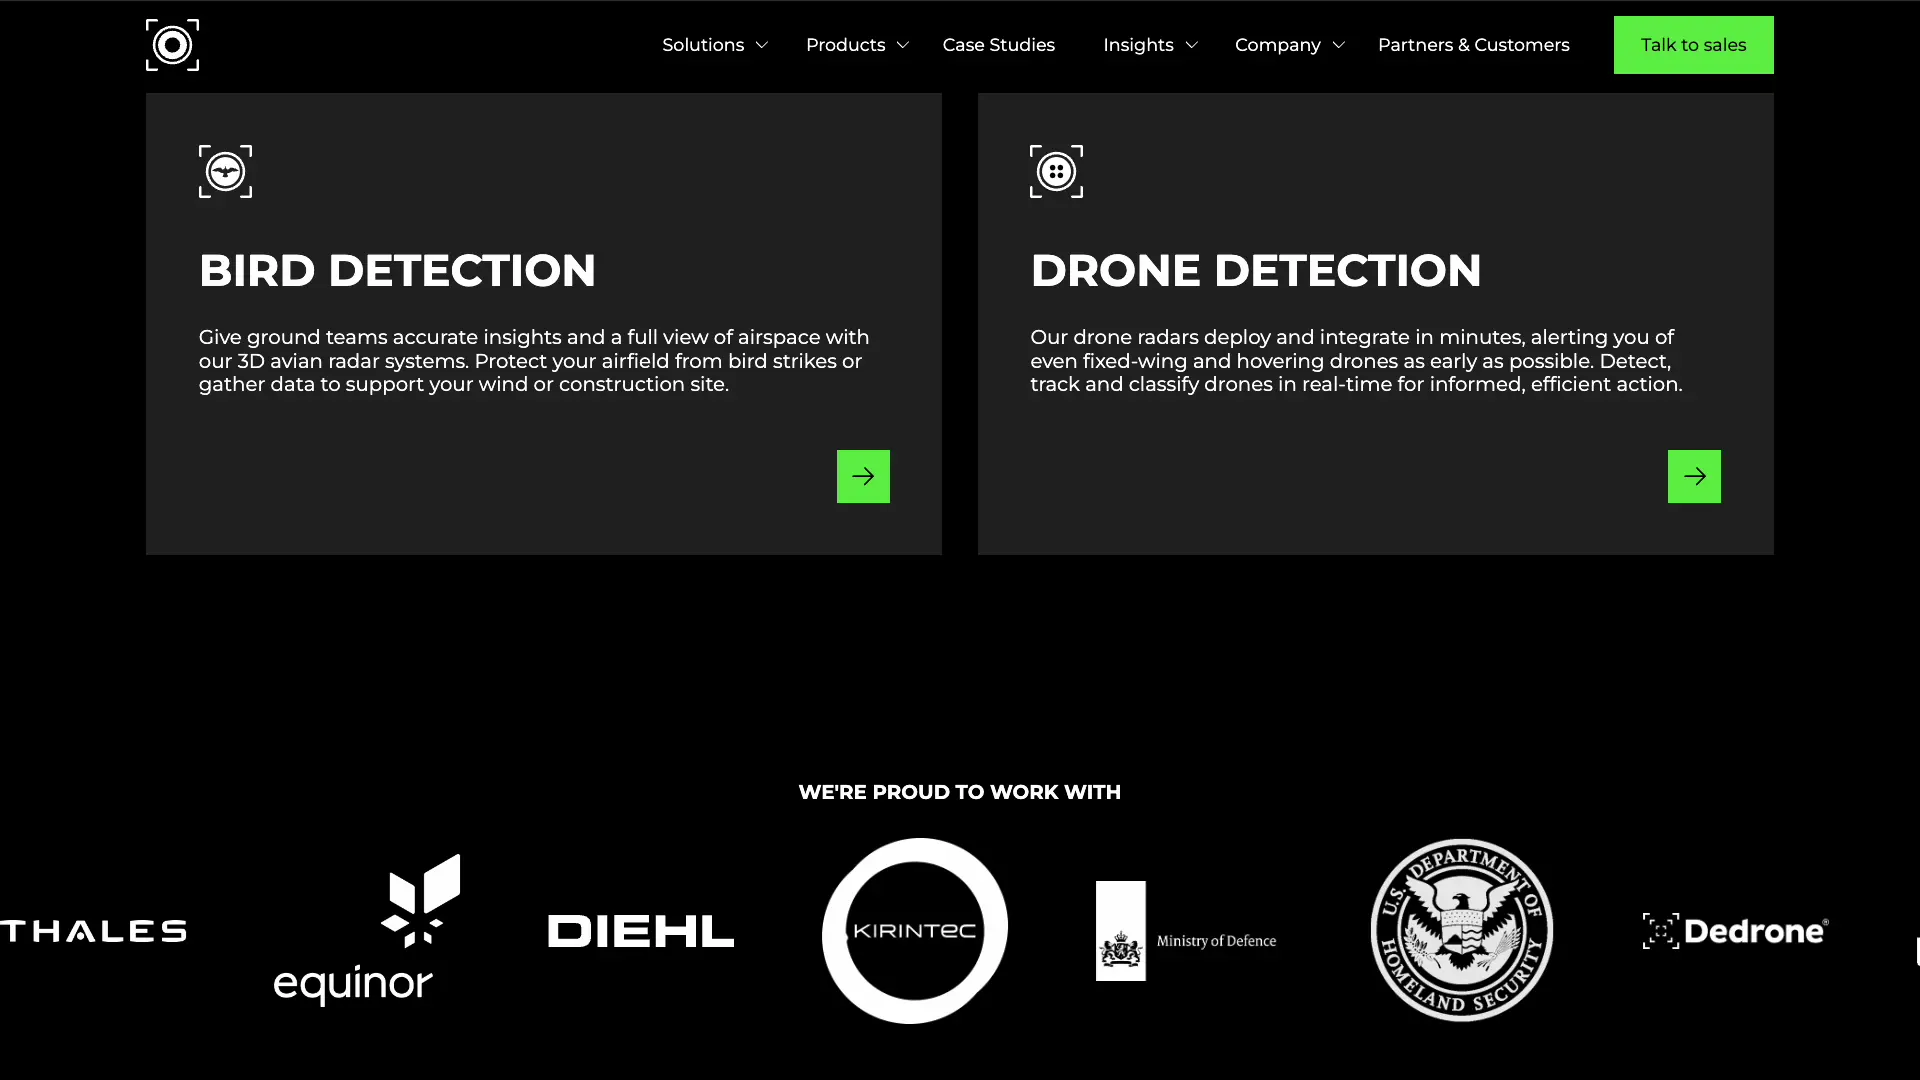 Solutions
Products
Case Studies
Insights
Company
Partners & Customers
Talk to sales
BIRD DETECTION
Give ground teams accurate insights and a full view of airspace with
our 3D avian radar systems. Protect your airfield from bird strikes or
gather data to support your wind or construction site.
DRONE DETECTION
Our drone radars deploy and integrate in minutes, alerting you of
even fixed-wing and hovering drones as early as possible. Detect,
track and classify drones in real-time for informed, efficient action.
WE'RE PROUD TO WORK WITH
THALES
equinor
DIEHL
KIRINTEC
Ministry of Defence
U.S. DEPARTMENT OF
HOMELAND SECURITY
Dedrone®